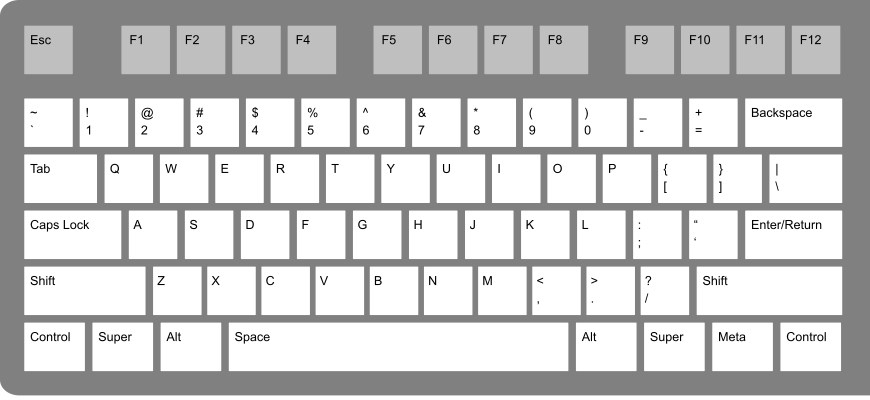 Esc F1 F2 F3 F4 F5 F6 F7 F8 F9 F10 F11 F12
~ ! @ # $ % ^ & * ( ) _ + Backspace
` 1 2 3 4 5 6 7 8 9 0 - =
Tab Q W E R T Y U I O P { } |
[ ] \
Caps Lock A S D F G H J K L : “ Enter/Return
; ‘
Shift Z X C V B N M < > ? Shift
, . /
Control Super Alt Space Alt Super Meta Control